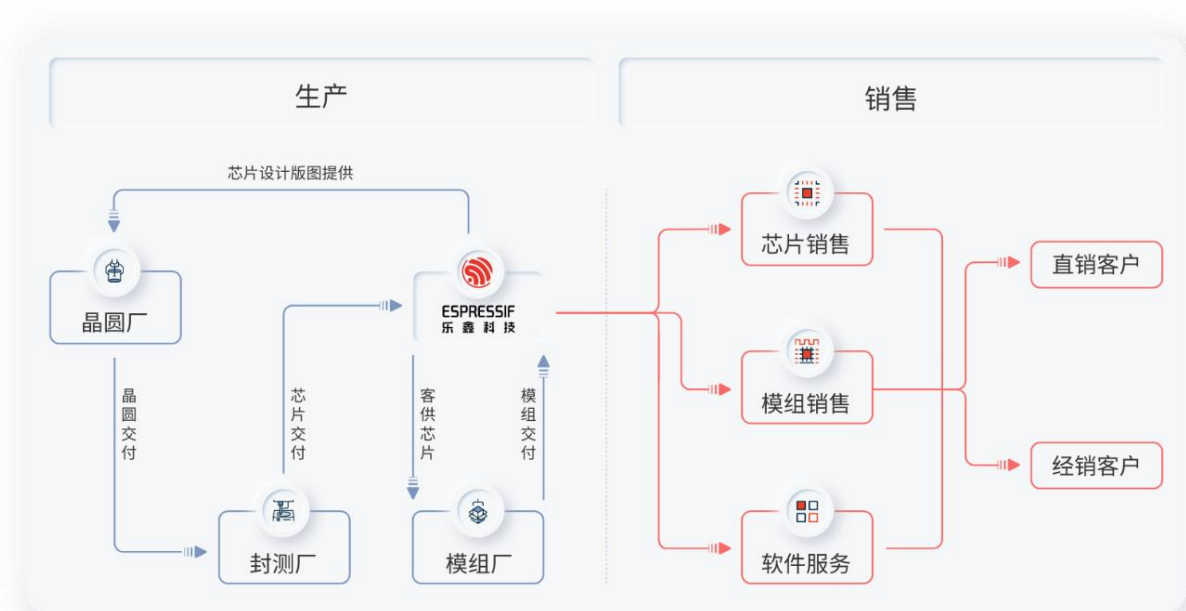 生产
销售
芯片设计版图提供
芯片销售
晶圆厂
ESPRESSIF
乐鑫科技
直销客户
晶圆交付
芯片交付
客供芯片
模组交付
模组销售
经销客户
封测厂
模组厂
软件服务